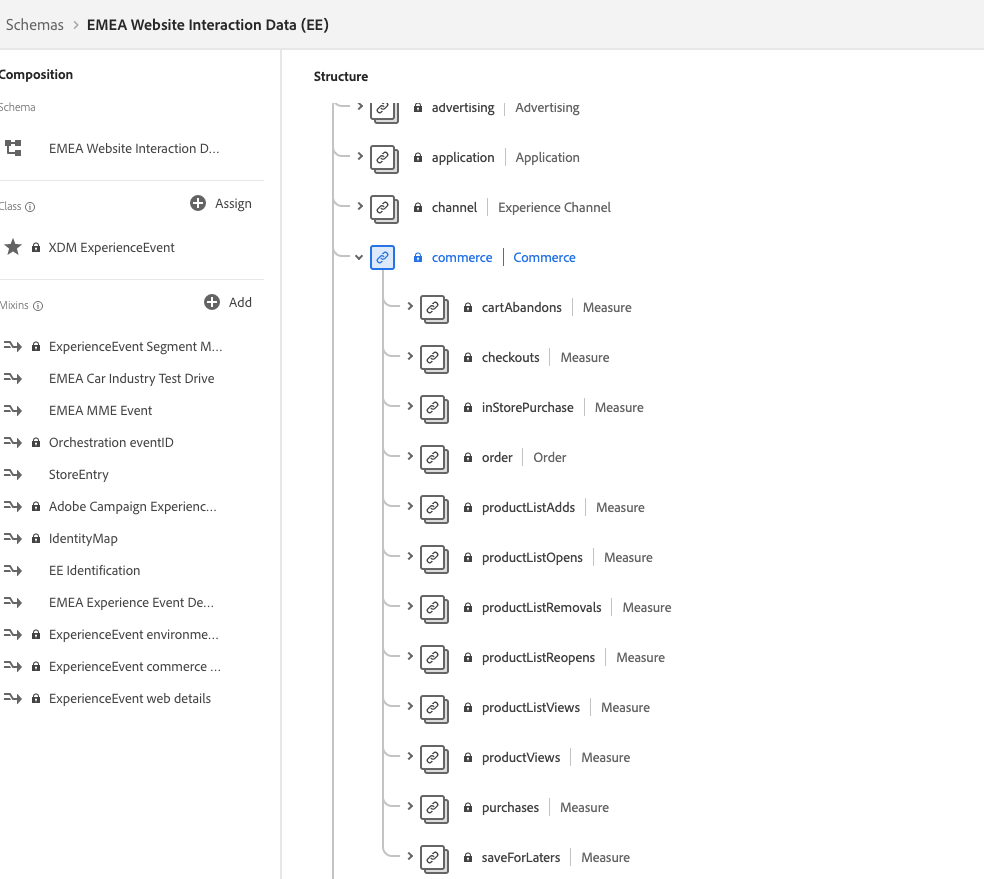 Schemas > EMEA Website Interaction Data (EE)
Composition
Schema
EMEA Website Interaction D...
Class
Assign
XDM ExperienceEvent
Mixins
Add
ExperienceEvent Segment M...
EMEA Car Industry Test Drive
EMEA MME Event
Orchestration eventID
StoreEntry
Adobe Campaign Experienc...
IdentityMap
EE Identification
EMEA Experience Event De...
ExperienceEvent environme...
ExperienceEvent commerce ...
ExperienceEvent web details
Structure
advertising | Advertising
application | Application
channel | Experience Channel
commerce | Commerce
cartAbandons | Measure
checkouts | Measure
inStorePurchase | Measure
order | Order
productListAdds | Measure
productListOpens | Measure
productListRemovals | Measure
productListReopens | Measure
productListViews | Measure
productViews | Measure
purchases | Measure
saveForLaters | Measure